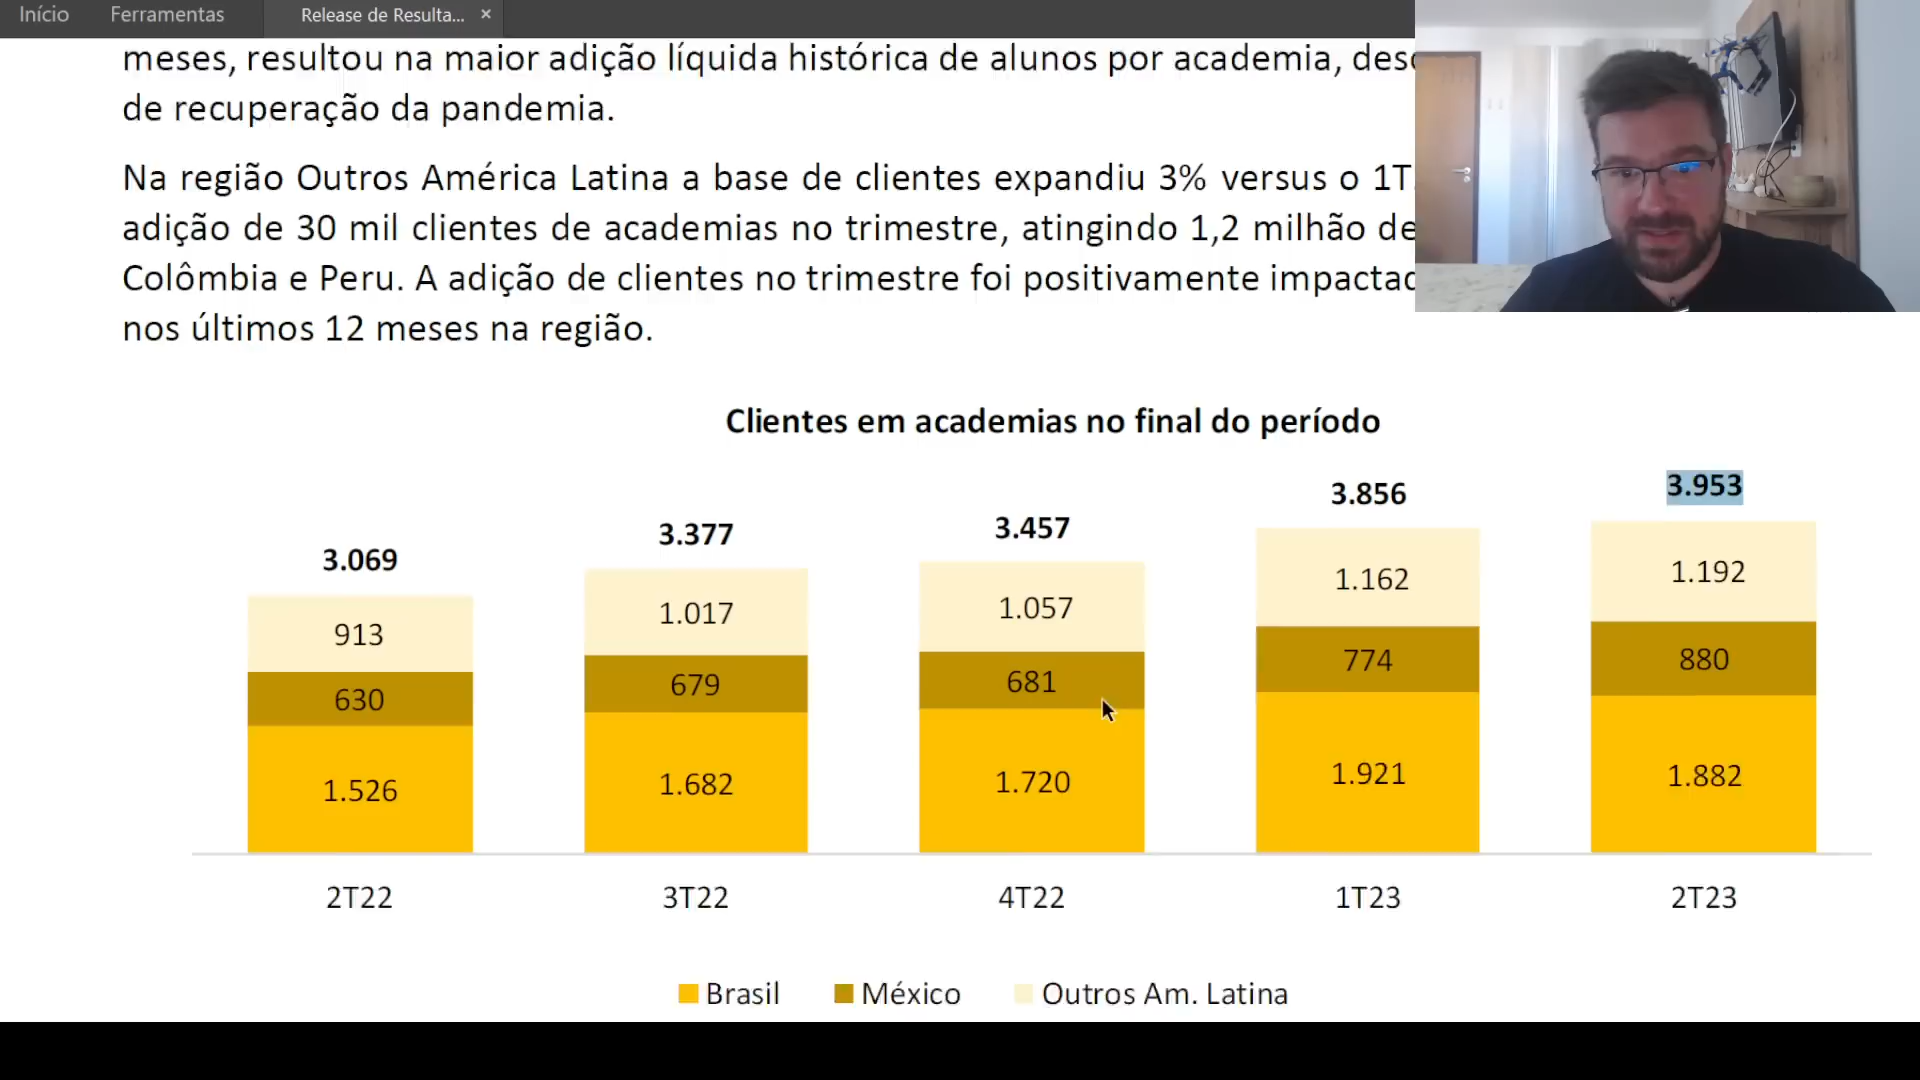 Início Ferramentas Release de Resulta... ×
meses, resultou na maior adição líquida histórica de alunos por academia,
de recuperação da pandemia.
Na região Outros América Latina a base de clientes expandiu 3% versus o
adição de 30 mil clientes de academias no trimestre, atingindo 1,2 milhão de
Colômbia e Peru. A adição de clientes no trimestre foi positivamente
nos últimos 12 meses na região.
Clientes em academias no final do período
3.069 3.377 3.457 3.856 3.953
913 1.017 1.057 1.162 1.192
630 679 681 774 880
1.526 1.682 1.720 1.921 1.882
2T22 3T22 4T22 1T23 2T23
Brasil México Outros Am. Latina